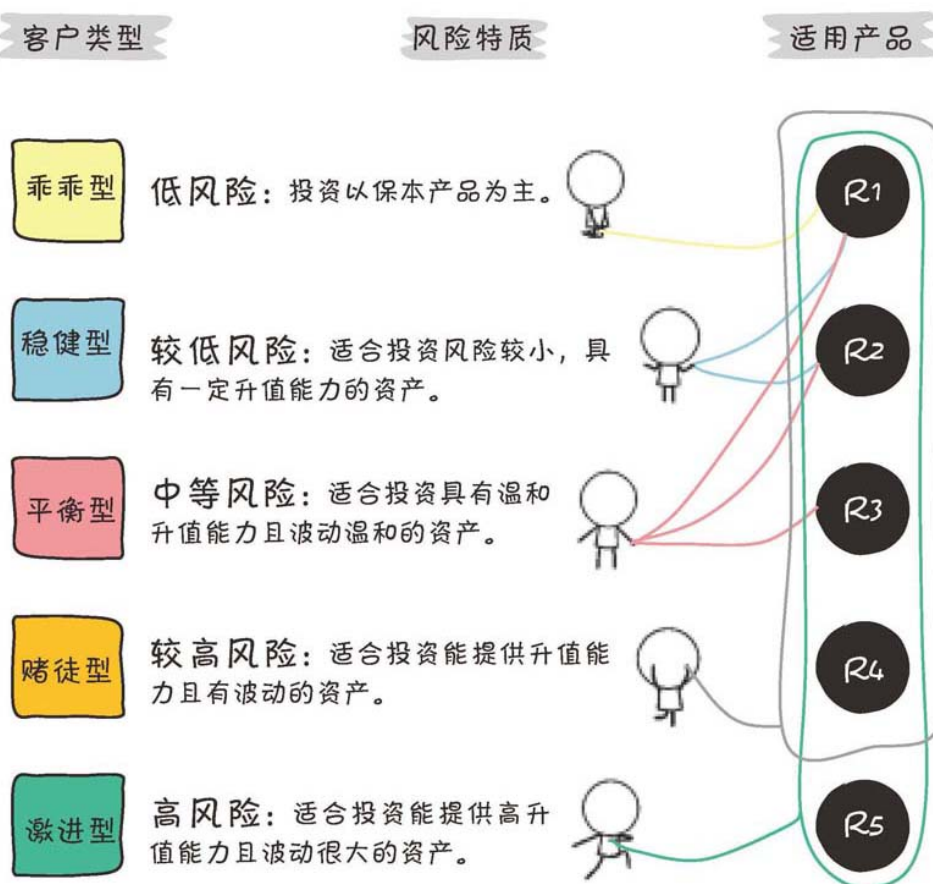 客户类型 风险特质 适用产品
乖乖型 低风险：投资以保本产品为主。 R1
稳健型 较低风险：适合投资风险较小，具
有一定升值能力的资产。 R2
平衡型 中等风险：适合投资具有温和
升值能力且波动温和的资产。 R3
赌徒型 较高风险：适合投资能提供升值能
力且有波动的资产。 R4
激进型 高风险：适合投资能提供高升
值能力且波动很大的资产。 R5